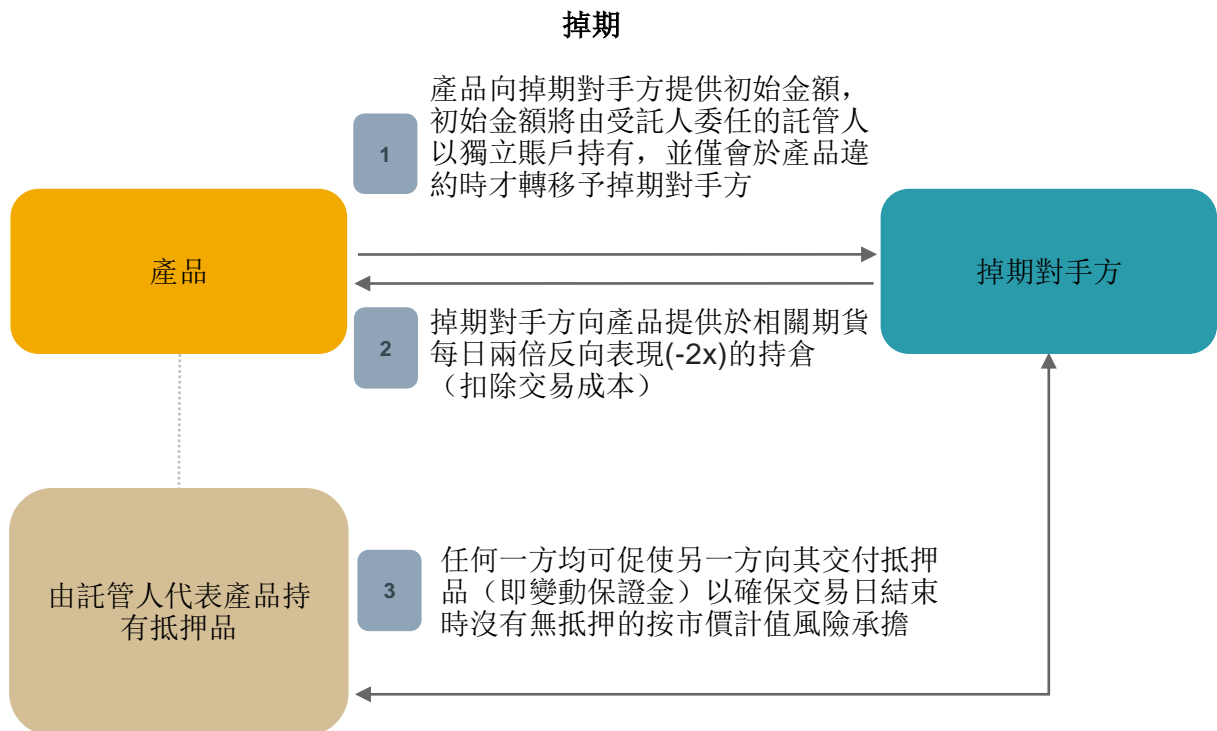 掉期
產品向掉期對手方提供初始金額，
初始金額將由受託人委任的託管人
以獨立賬戶持有，並僅會於產品違
約時才轉移予掉期對手方
1
產品
掉期對手方
掉期對手方向產品提供於相關期貨
每日兩倍反向表現(-2x)的持倉
（扣除交易成本）
2
任何一方均可促使另一方向其交付抵押
品（即變動保證金）以確保交易日結束
時沒有無抵押的按市價計值風險承擔
3
由託管人代表產品持
有抵押品